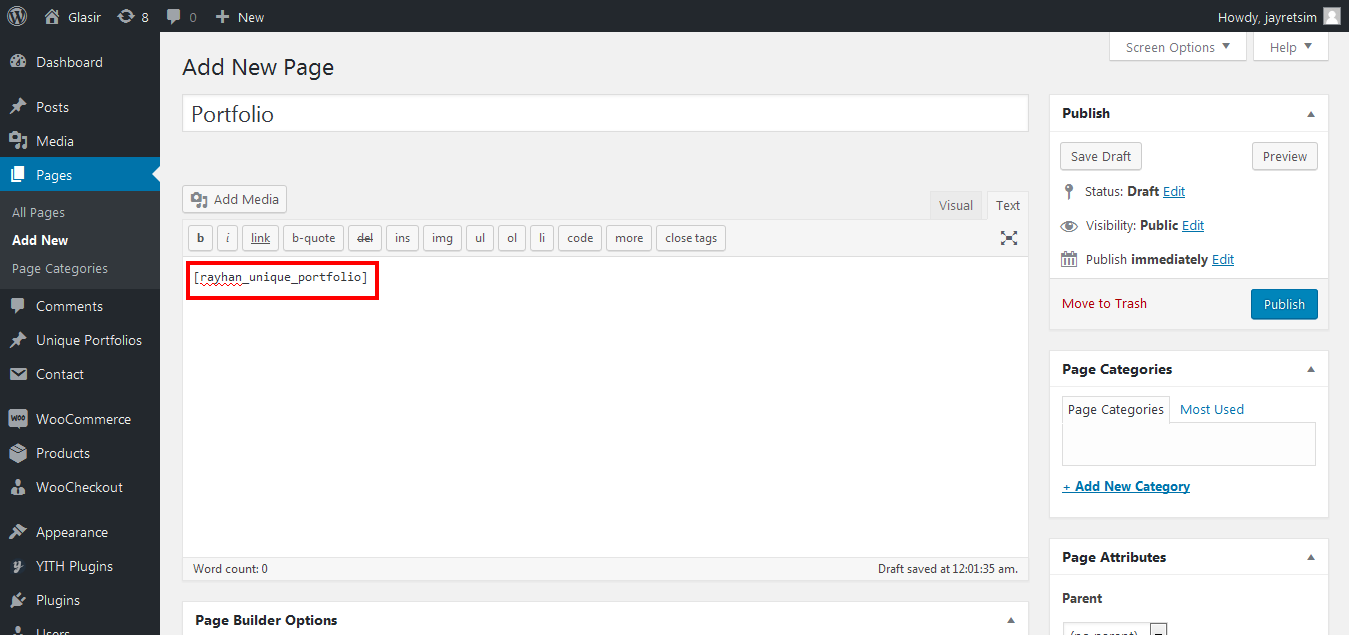 Glasir 8 0 New Howdy, jayretsim
Screen Options Help
Dashboard
Posts
Media
Pages
All Pages
Add New
Page Categories
Comments
Unique Portfolios
Contact
WOO WooCommerce
Products
WooCheckout
Appearance
YITH Plugins
Plugins
Users
Add New Page
Portfolio
Add Media
Visual Text
b i link b-quote del ins img ul ol li code more close tags
[rayhan_unique_portfolio]
Word count: 0 Draft saved at 12:01:35 am.
Page Builder Options
Publish
Save Draft Preview
Status: Draft Edit
Visibility: Public Edit
Publish immediately Edit
Move to Trash Publish
Page Categories
Page Categories Most Used
+ Add New Category
Page Attributes
Parent
(no parent)